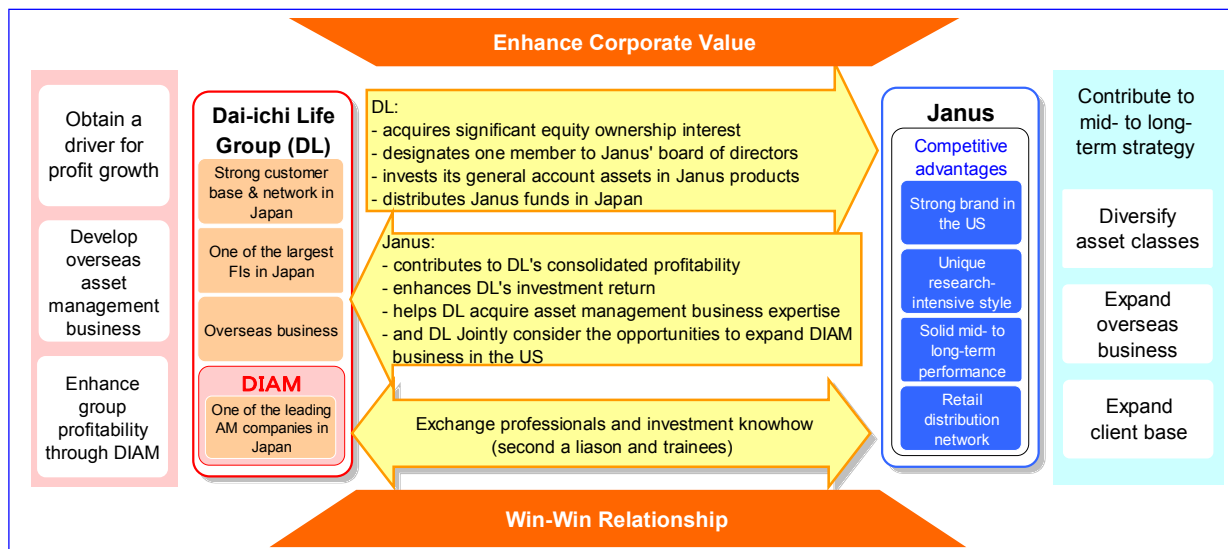 Enhance Corporate Value
Obtain a
driver for
profit growth
Develop
overseas
asset
management
business
Enhance
group
profitability
through DIAM
Dai-ichi Life
Group (DL)
Strong customer
base & network in
Japan
One of the largest
FIs in Japan
Overseas business
DIAM
One of the leading
AM companies in
Japan
DL:
- acquires significant equity ownership interest
- designates one member to Janus' board of directors
- invests its general account assets in Janus products
- distributes Janus funds in Japan
Janus:
- contributes to DL's consolidated profitability
- enhances DL's investment return
- helps DL acquire asset management business expertise
- and DL Jointly consider the opportunities to expand DIAM
business in the US
Exchange professionals and investment knowhow
(second a liason and trainees)
Janus
Competitive
advantages
Strong brand in
the US
Unique
research-
intensive style
Solid mid- to
long-term
performance
Retail
distribution
network
Contribute to
mid- to long-
term strategy
Diversify
asset classes
Expand
overseas
business
Expand
client base
Win-Win Relationship